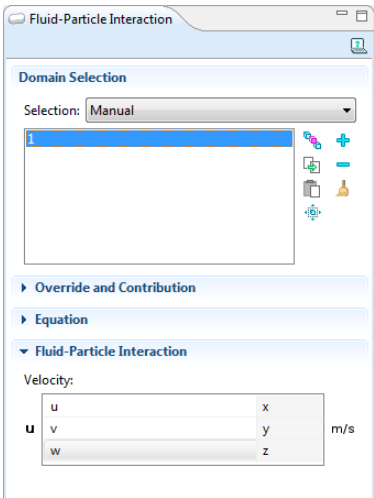 Fluid-Particle Interaction
Domain Selection
Selection: Manual
1
Override and Contribution
Equation
Fluid-Particle Interaction
Velocity:
u x
u v y m/s
w z